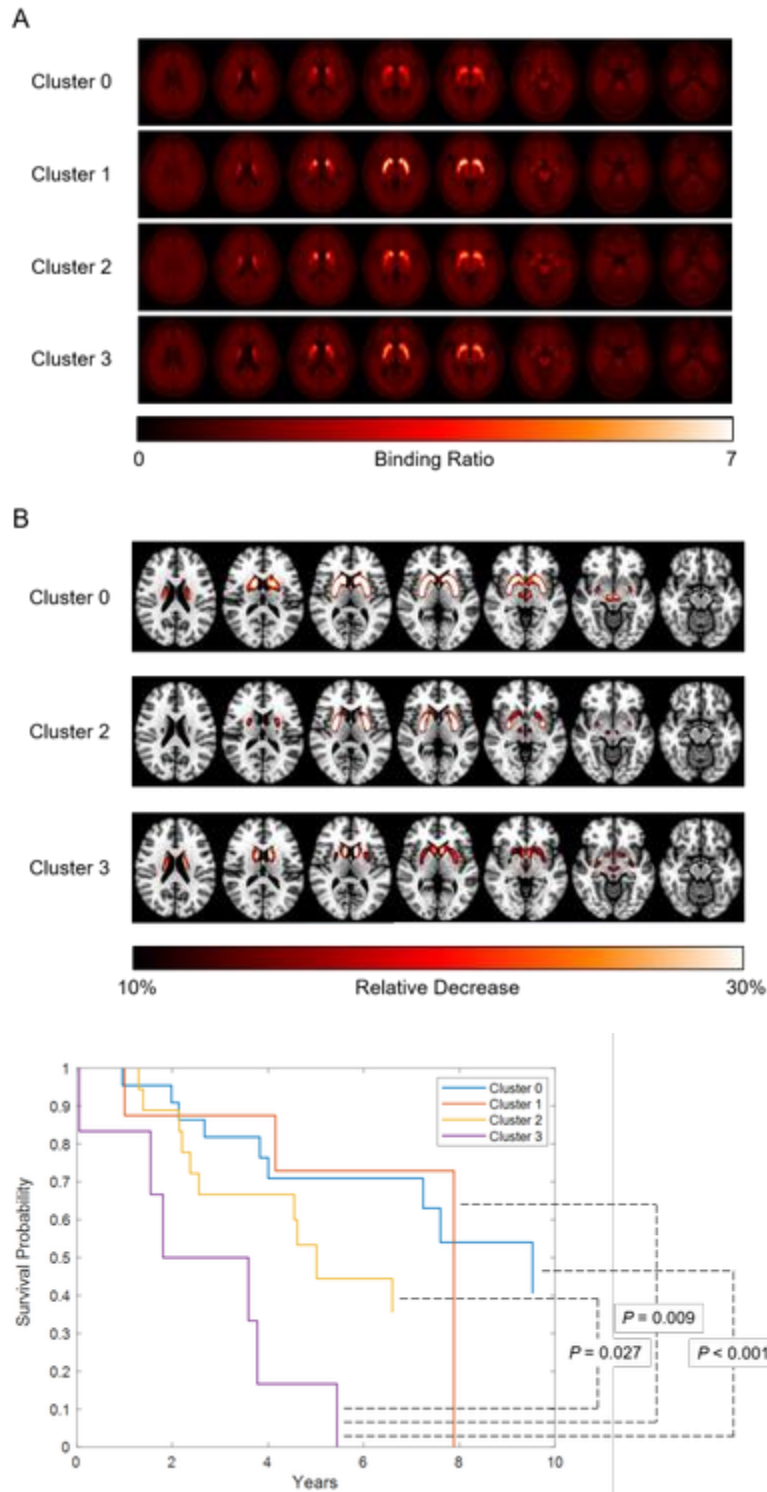 A
Cluster 0
Cluster 1
Cluster 2
Cluster 3
0 Binding Ratio 7
B
Cluster 0
Cluster 2
Cluster 3
10% Relative Decrease 30%
1
0.9
0.8
0.7
0.6
0.5
0.4
0.3
0.2
0.1
0
Survival Probability
Cluster 0
Cluster 1
Cluster 2
Cluster 3
P = 0.009
P = 0.027
P < 0.001
2 4 6 8 10
Years